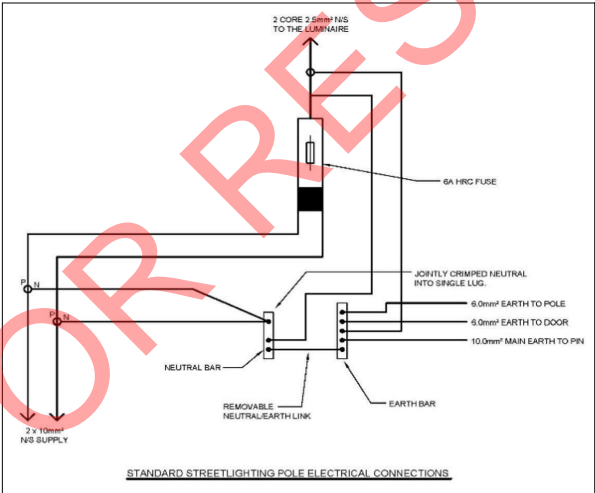 2 CORE 2.5mm² N/S
TO THE LUMINAIRE
6A HRC FUSE
JOINTLY CRIMPED NEUTRAL
INTO SINGLE LUG.
P N
6.0mm² EARTH TO POLE
P N
6.0mm² EARTH TO DOOR
10.0mm² MAIN EARTH TO PIN
NEUTRAL BAR
REMOVABLE
NEUTRAL/EARTH LINK
EARTH BAR
2 x 10mm²
N/S SUPPLY
STANDARD STREETLIGHTING POLE ELECTRICAL CONNECTIONS
OR RES